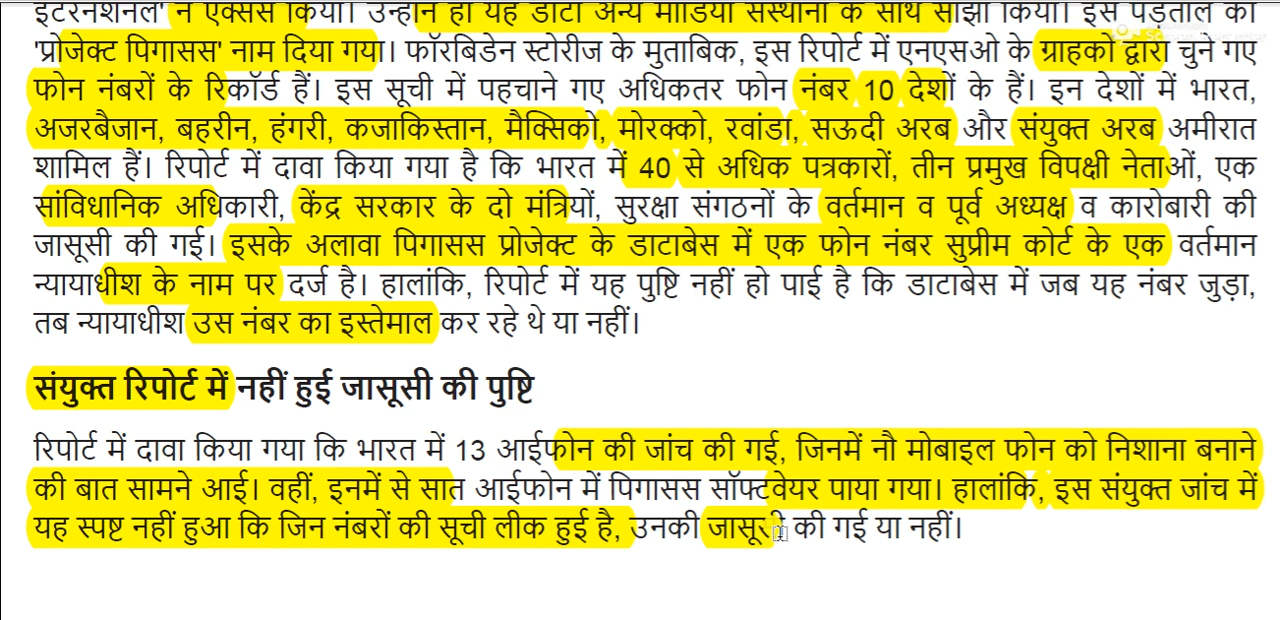 इंटरनेशनल' ने एक्सेस किया। उन्होंने ही यह डाटा अन्य मीडिया संस्थानों के साथ साझा किया। इस पड़ताल को
'प्रोजेक्ट पिगासस' नाम दिया गया। फॉरबिडेन स्टोरीज के मुताबिक, इस रिपोर्ट में एनएसओ के ग्राहकों द्वारा चुने गए
फोन नंबरों के रिकॉर्ड हैं। इस सूची में पहचाने गए अधिकतर फोन नंबर 10 देशों के हैं। इन देशों में भारत,
अजरबैजान, बहरीन, हंगरी, कजाकिस्तान, मैक्सिको, मोरक्को, रवांडा, सऊदी अरब और संयुक्त अरब अमीरात
शामिल हैं। रिपोर्ट में दावा किया गया है कि भारत में 40 से अधिक पत्रकारों, तीन प्रमुख विपक्षी नेताओं, एक
सांविधानिक अधिकारी, केंद्र सरकार के दो मंत्रियों, सुरक्षा संगठनों के वर्तमान व पूर्व अध्यक्ष व कारोबारी की
जासूसी की गई। इसके अलावा पिगासस प्रोजेक्ट के डाटाबेस में एक फोन नंबर सुप्रीम कोर्ट के एक वर्तमान
न्यायाधीश के नाम पर दर्ज है। हालांकि, रिपोर्ट में यह पुष्टि नहीं हो पाई है कि डाटाबेस में जब यह नंबर जुड़ा,
तब न्यायाधीश उस नंबर का इस्तेमाल कर रहे थे या नहीं।
संयुक्त रिपोर्ट में नहीं हुई जासूसी की पुष्टि
रिपोर्ट में दावा किया गया कि भारत में 13 आईफोन की जांच की गई, जिनमें नौ मोबाइल फोन को निशाना बनाने
की बात सामने आई। वहीं, इनमें से सात आईफोन में पिगासस सॉफ्टवेयर पाया गया। हालांकि, इस संयुक्त जांच में
यह स्पष्ट नहीं हुआ कि जिन नंबरों की सूची लीक हुई है, उनकी जासूसी की गई या नहीं।